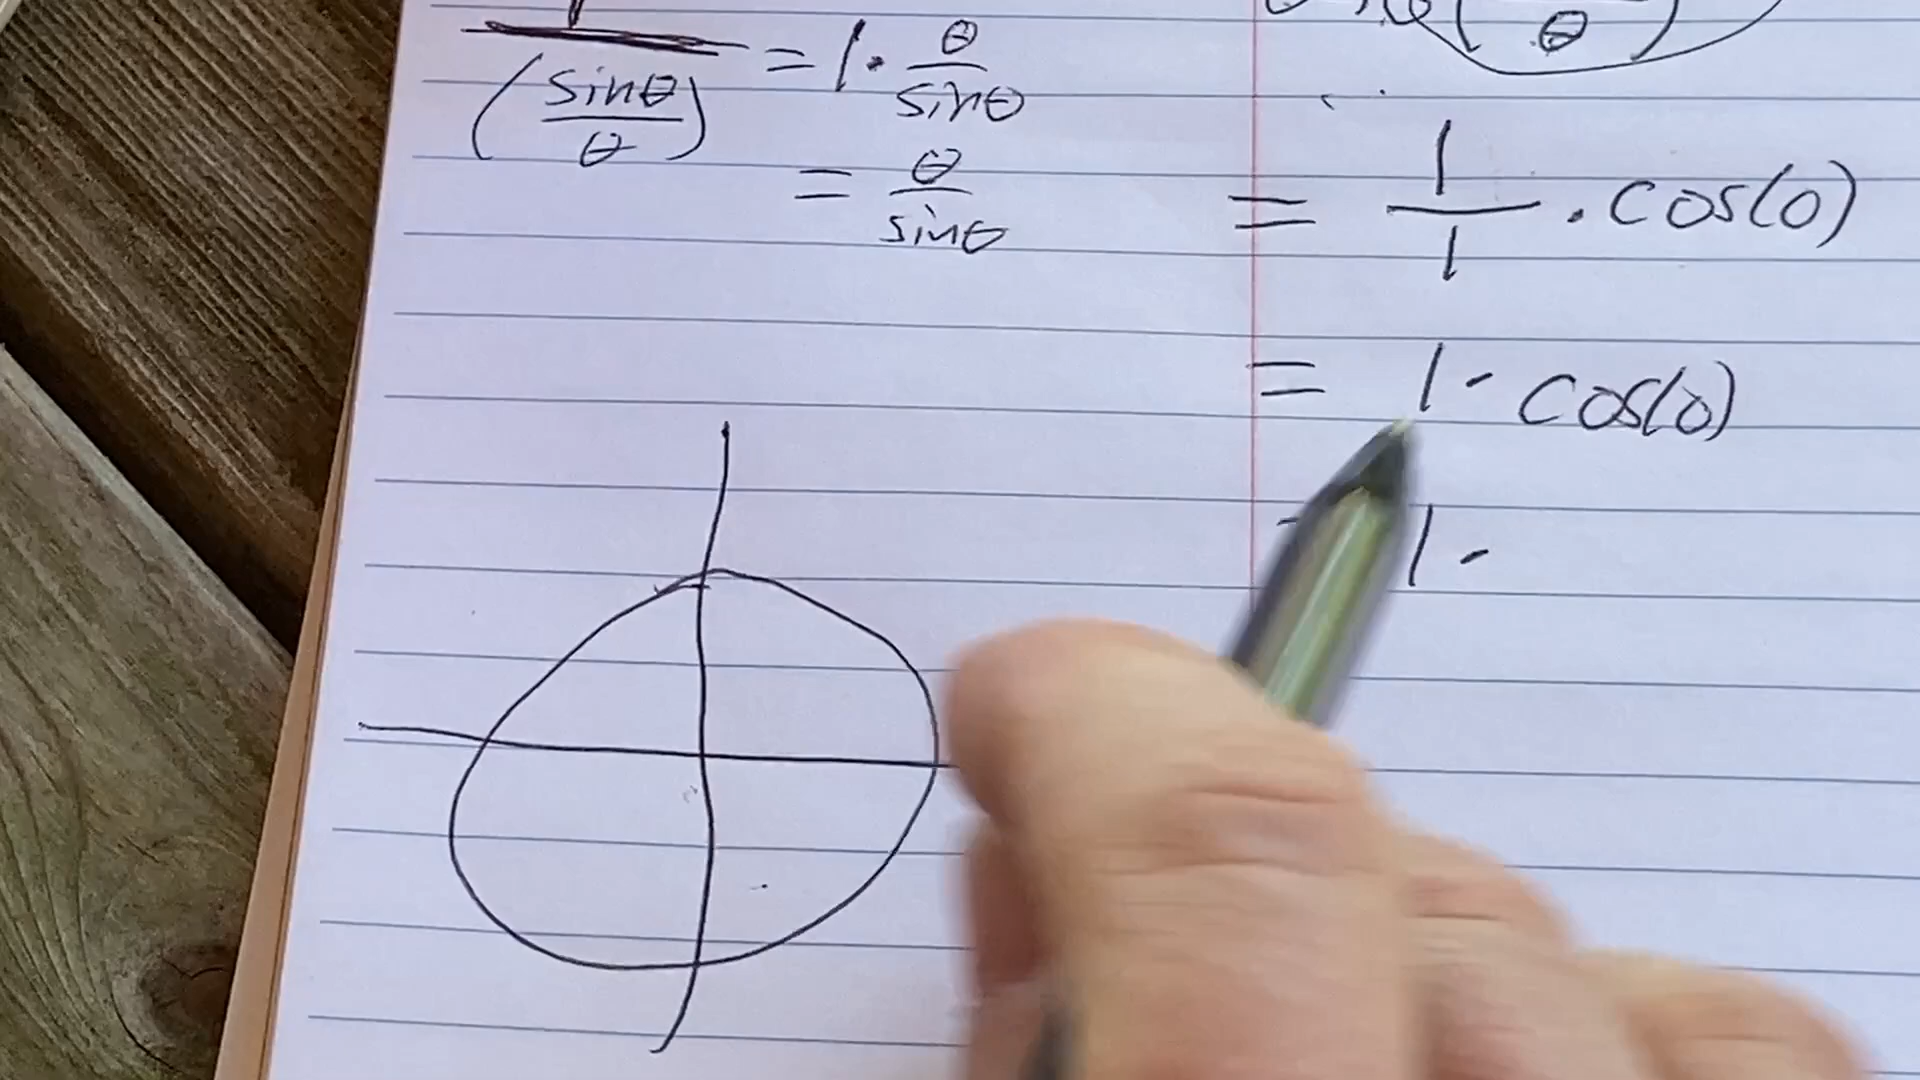 (sinθ/θ) = 1 · θ/sinθ
= θ/sinθ
θ)
= 1/1 · cos(0)
= 1 · cos(0)
1 ·